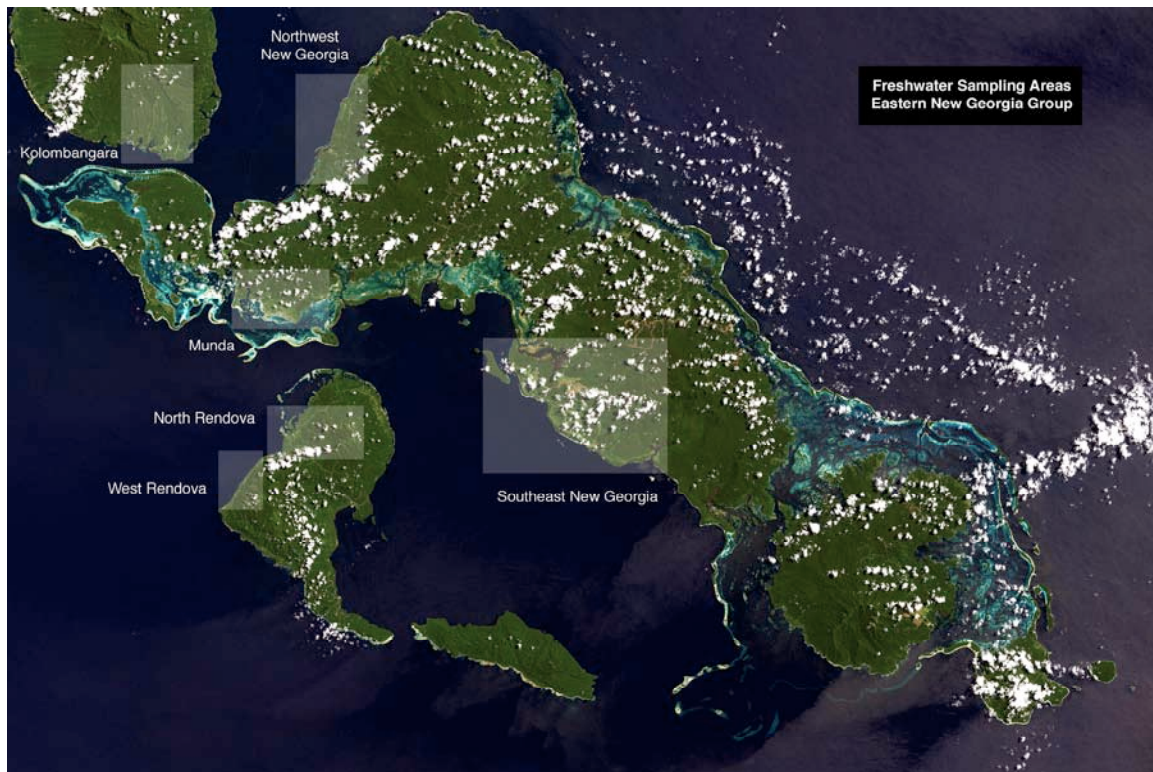 Northwest
New Georgia
Freshwater Sampling Areas
Eastern New Georgia Group
Kolombangara
Munda
North Rendova
West Rendova
Southeast New Georgia